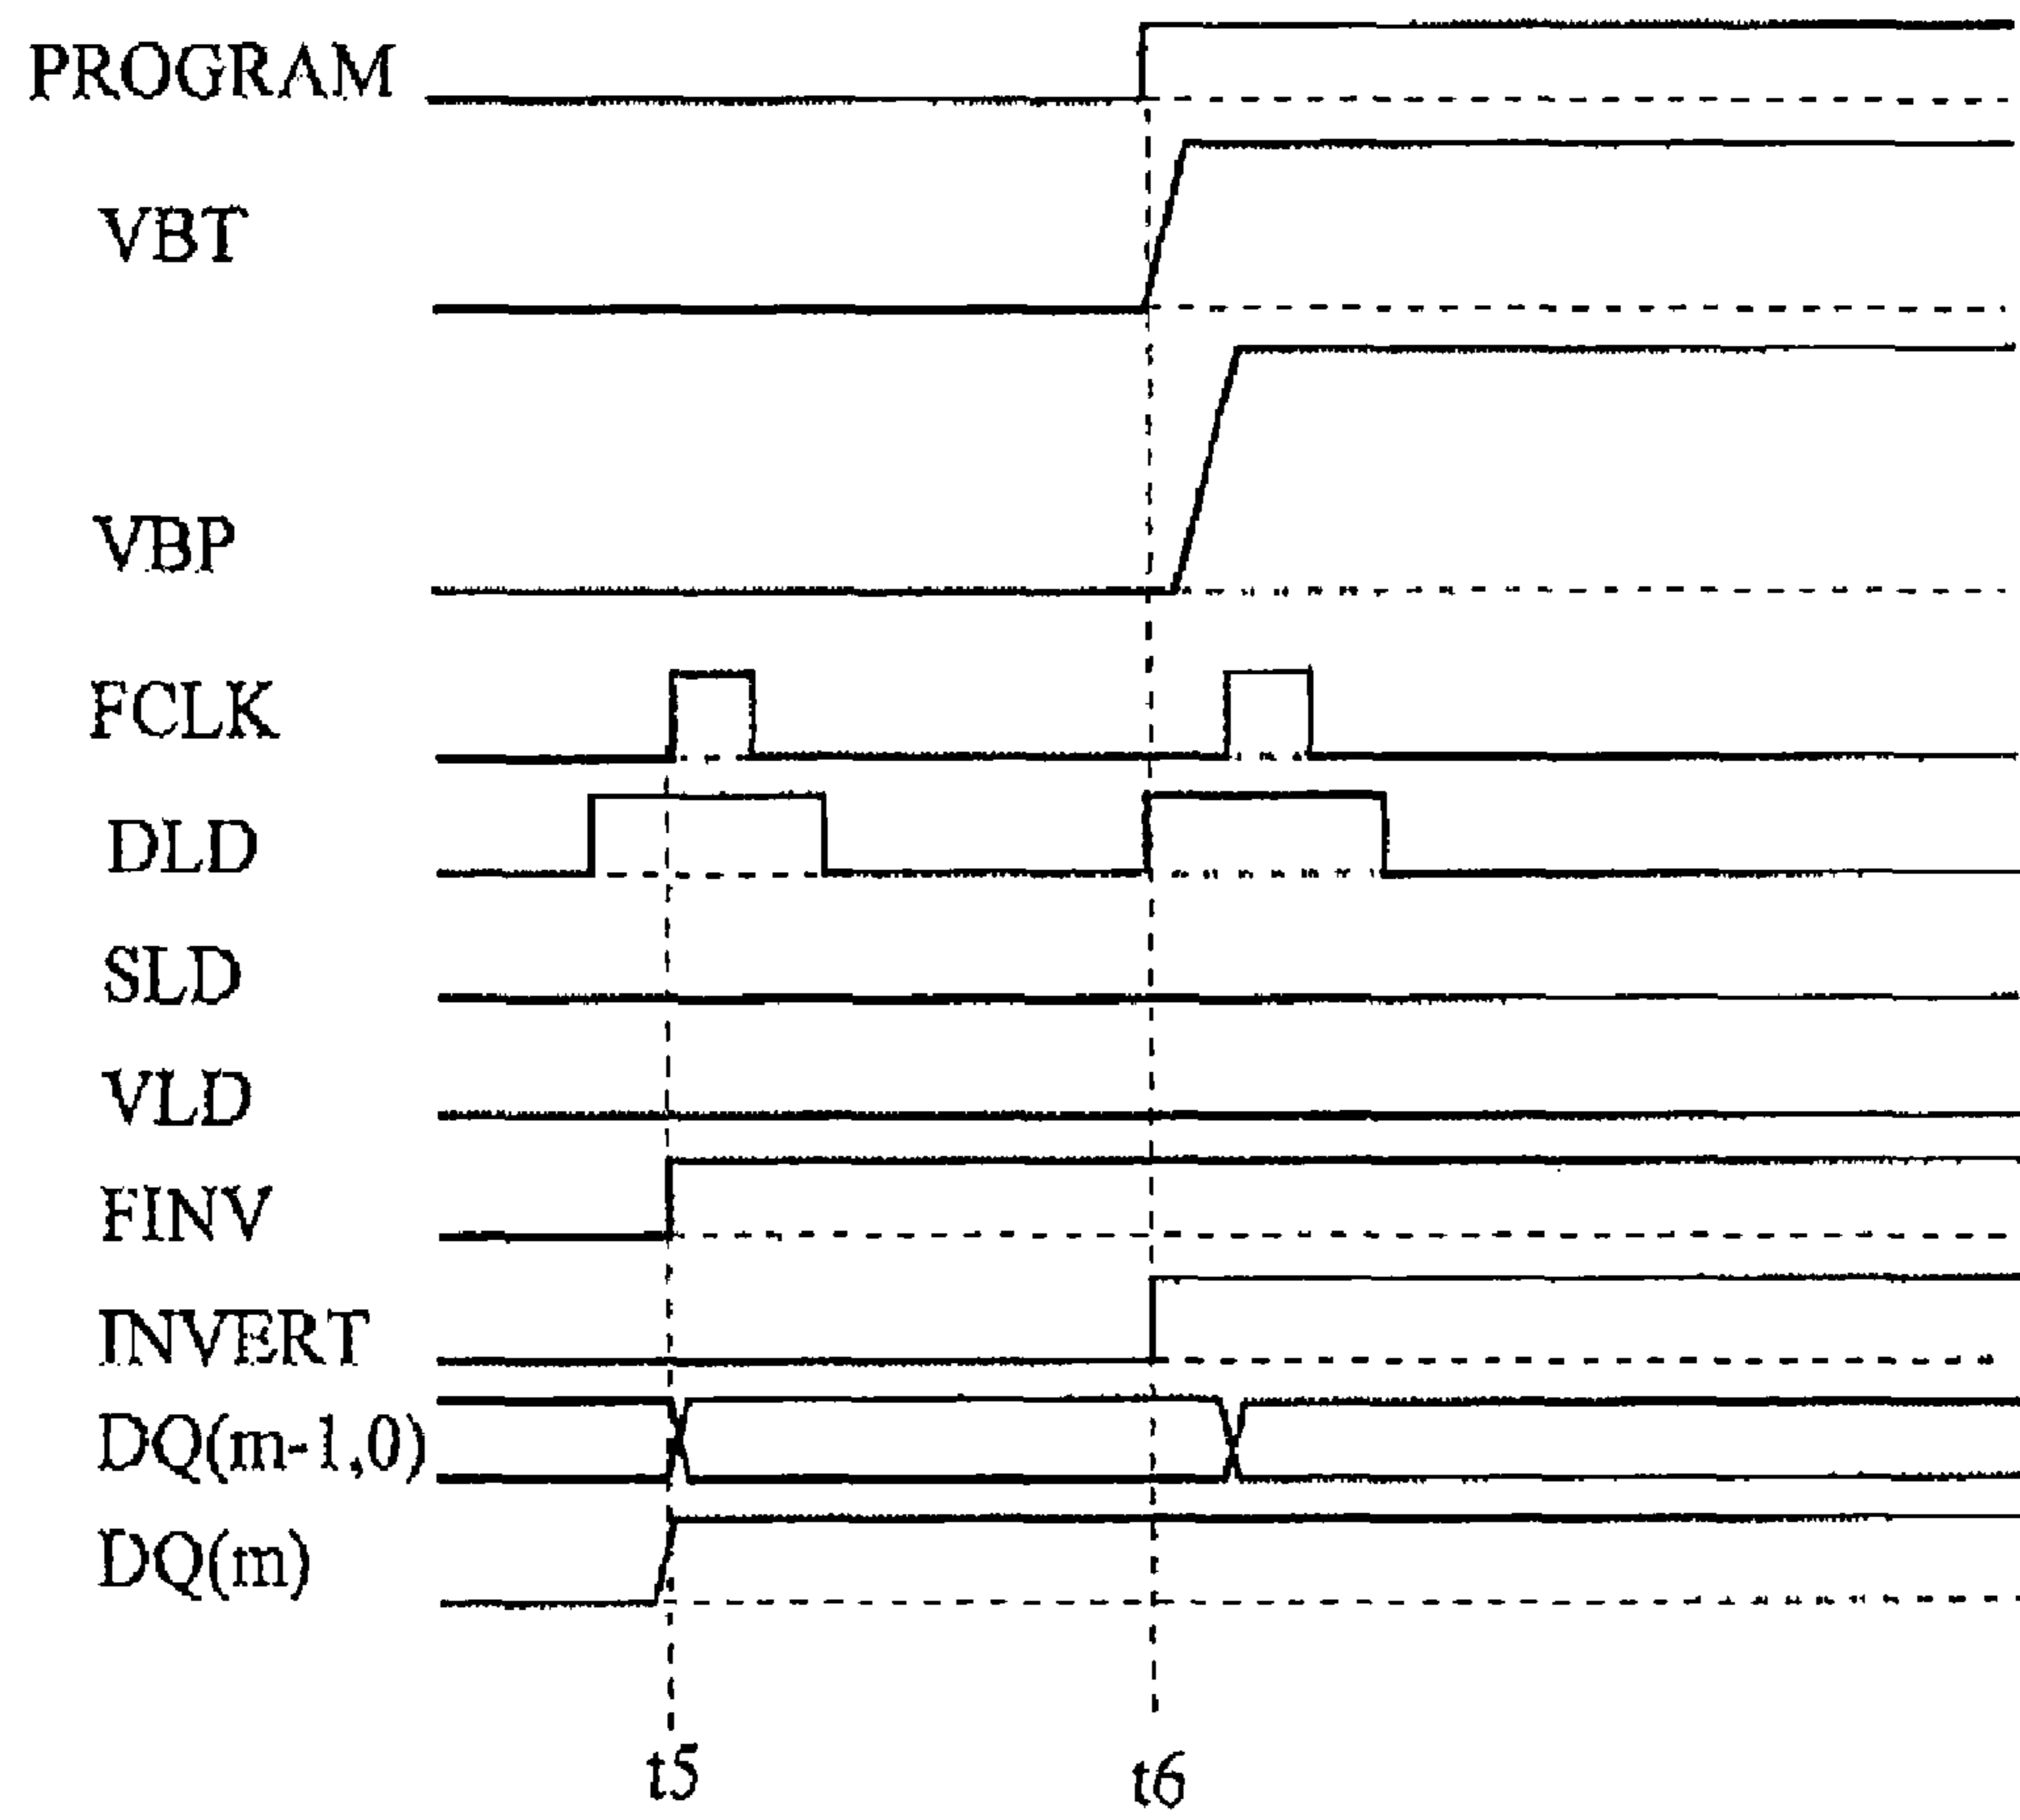 PROGRAM
VBT
VBP
FCLK
DLD
SLD
VLD
FINV
INVERT
DQ(m-1,0)
DQ(m)
t5 t6